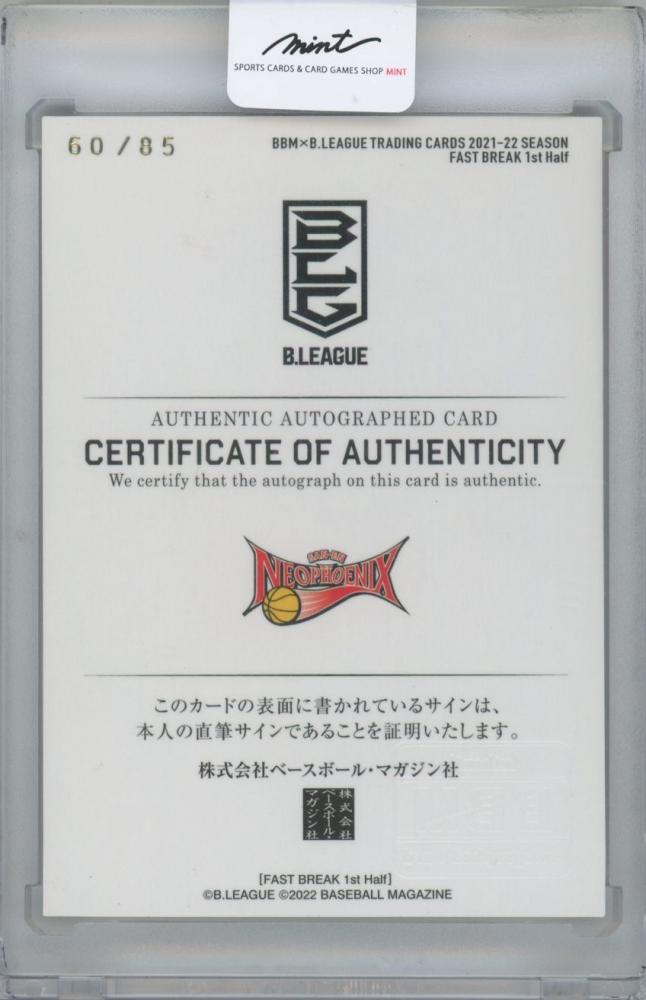 mint
SPORTS CARDS & CARD GAMES SHOP MINT
60/85
BBM×B.LEAGUE TRADING CARDS 2021-22 SEASON
FAST BREAK 1st Half
BLG
B.LEAGUE
AUTHENTIC AUTOGRAPHED CARD
CERTIFICATE OF AUTHENTICITY
We certify that the autograph on this card is authentic.
SAN-EN
NEOPHOENIX
このカードの表面に書かれているサインは、
本人の直筆サインであることを証明いたします。
株式会社ベースボール・マガジン社
株式会社
ベースボール・
マガジン社
[FAST BREAK 1st Half]
©B.LEAGUE ©2022 BASEBALL MAGAZINE